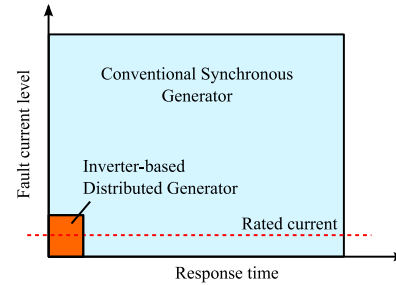 Fault current level
Conventional Synchronous
Generator
Inverter-based
Distributed Generator
Rated current
Response time